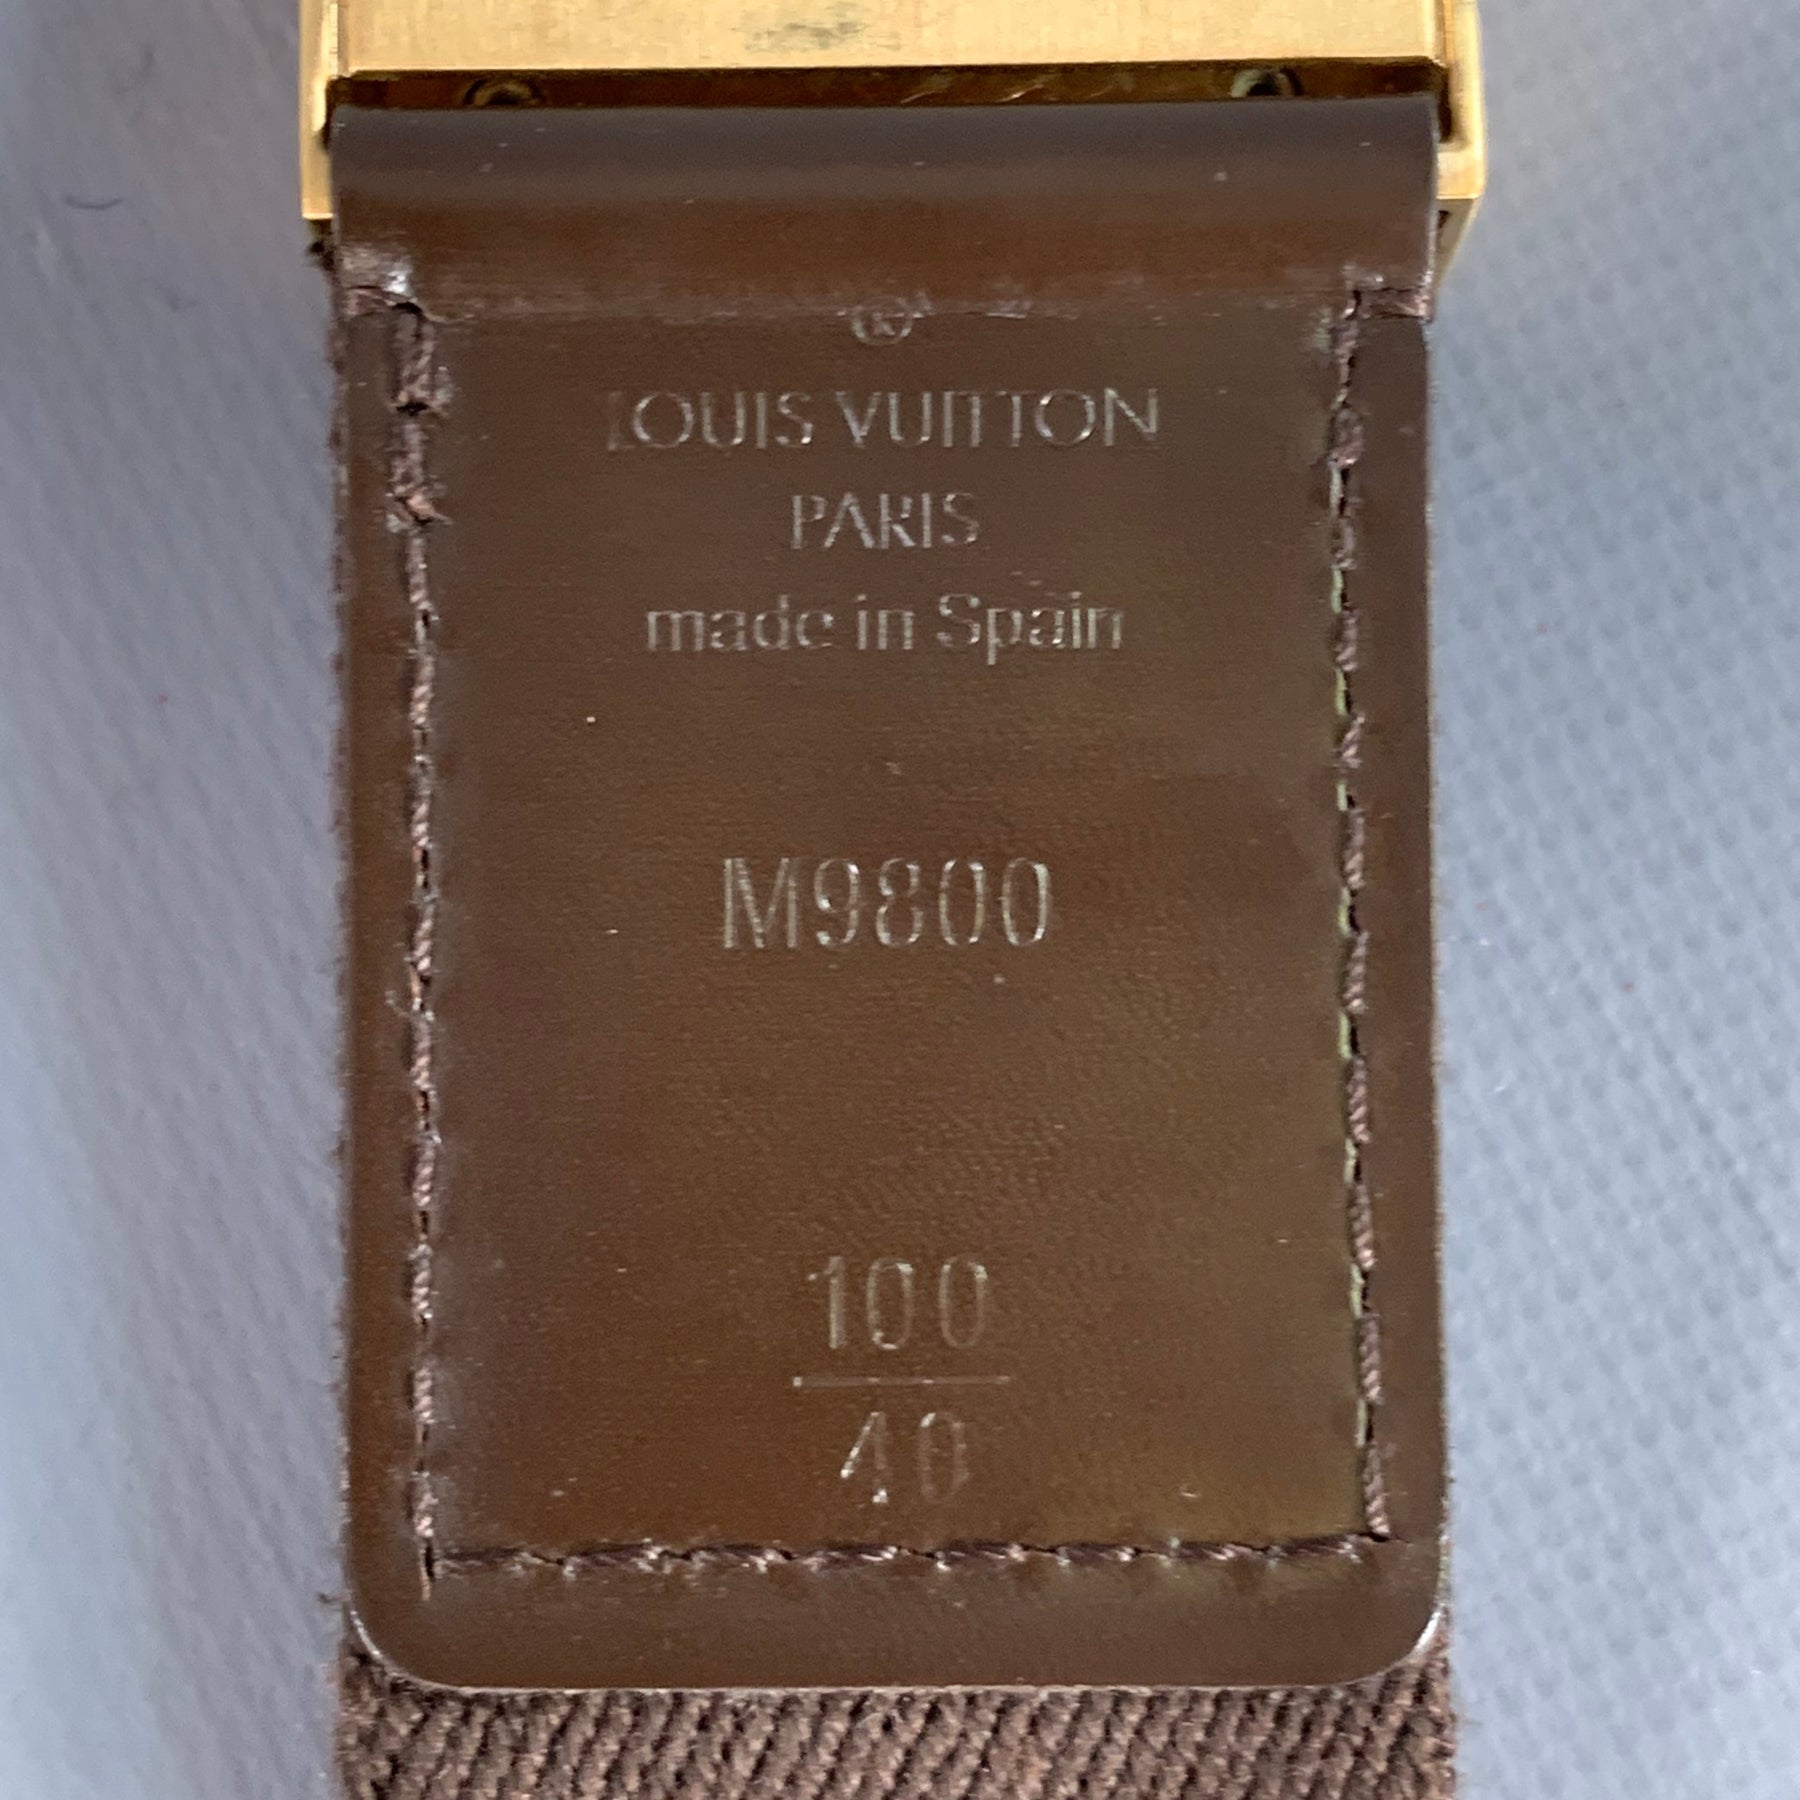 ®
LOUIS VUITTON
PARIS
made in Spain
M9800
100
40